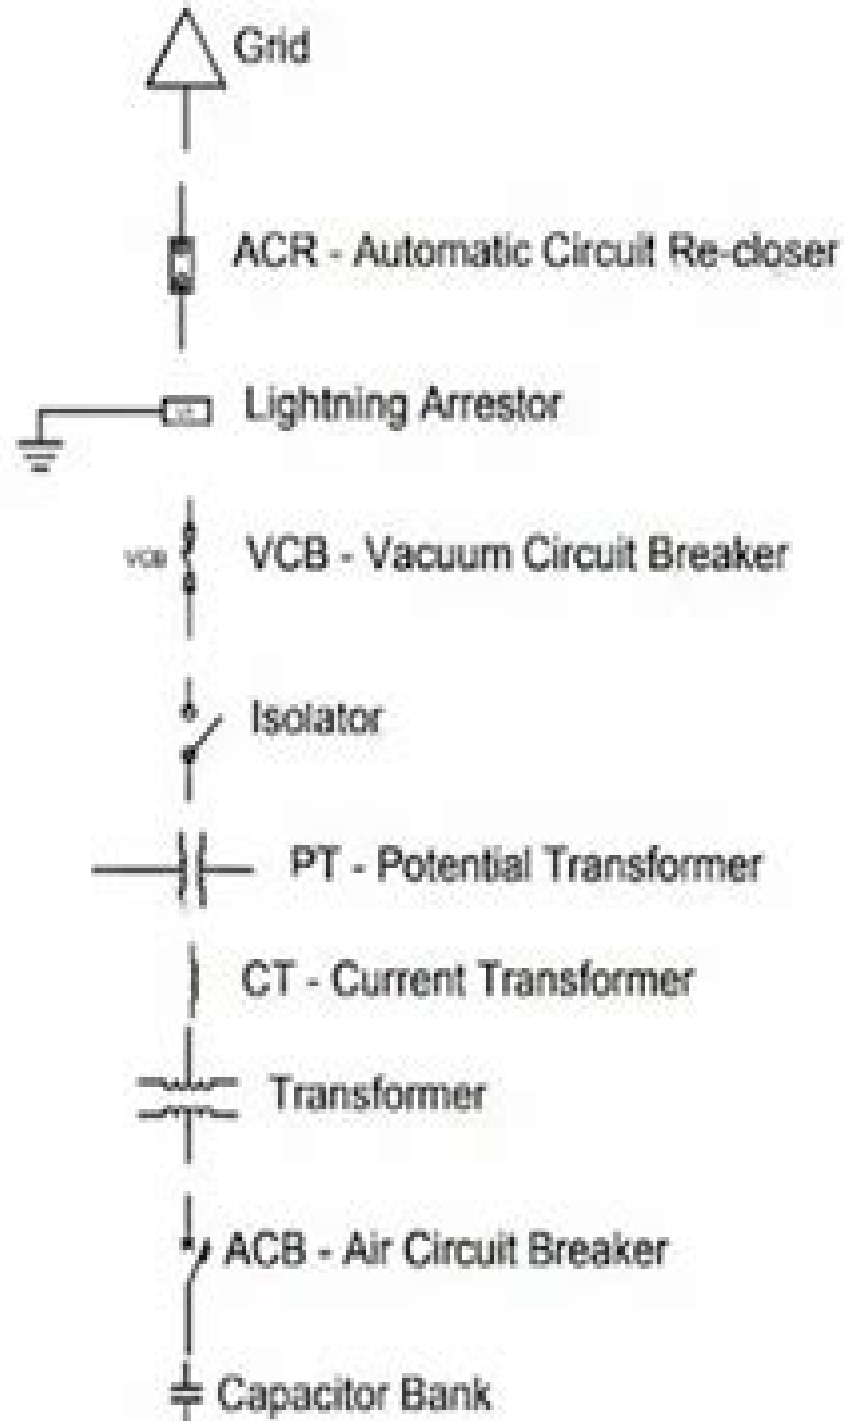 Grid
ACR - Automatic Circuit Re-closer
Lightning Arrestor
VCB VCB - Vacuum Circuit Breaker
Isolator
PT - Potential Transformer
CT - Current Transformer
Transformer
ACB - Air Circuit Breaker
Capacitor Bank